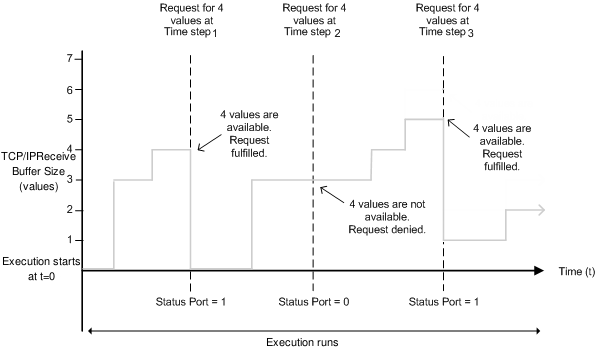 Request for 4
values at
Time step 1
Request for 4
values at
Time step 2
Request for 4
values at
Time step 3
7
6
5
4
3
2
1
TCP/IPReceive
Buffer Size
(values)
Execution starts
at t=0
4 values are
available.
Request
fulfilled.
4 values are not
available.
Request denied.
4 values are
available.
Request
fulfilled.
Time (t)
Status Port = 1
Status Port = 0
Status Port = 1
Execution runs